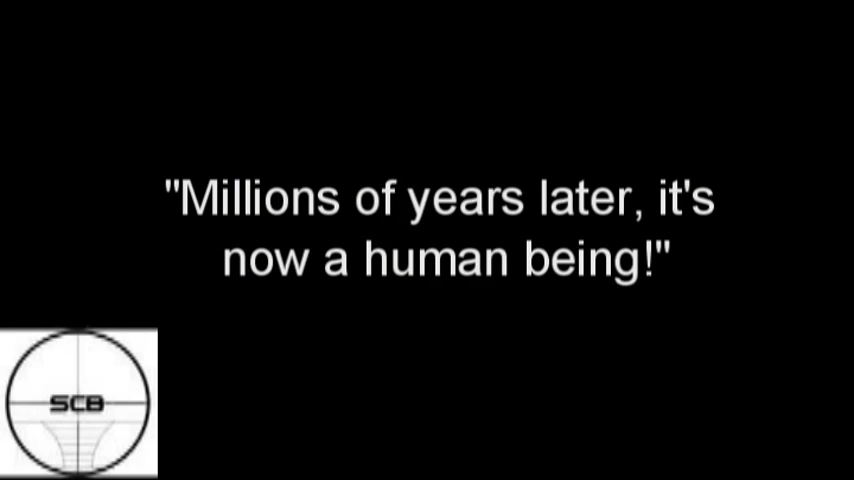 "Millions of years later, it's
now a human being!"
SCB